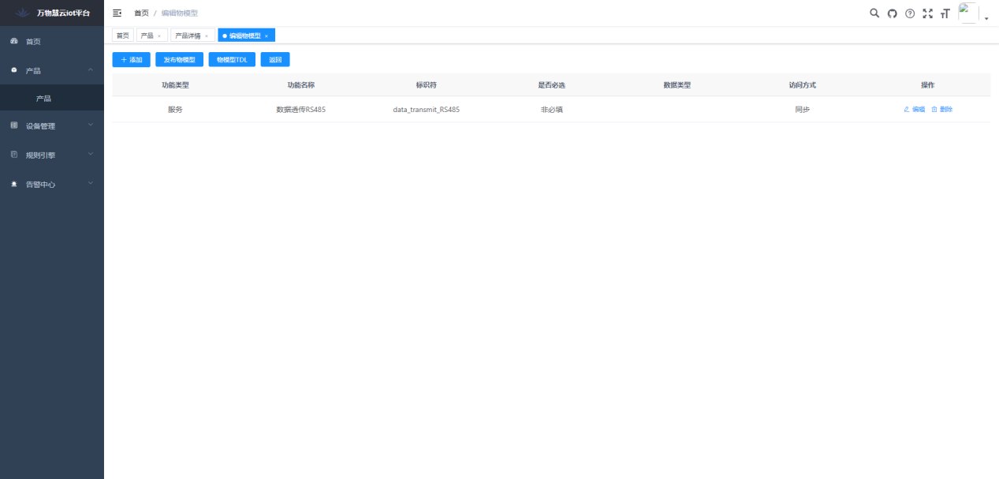 万物慧云iot平台
首页 / 编辑物模型
首页 产品 × 产品详情 × 编辑物模型 ×
首页
产品
产品
设备管理
规则引擎
告警中心
+ 添加 发布物模型 物模型TDL 返回
功能类型 功能名称 标识符 是否必选 数据类型 访问方式 操作
服务 数据透传RS485 data_transmit_RS485 非必填 同步 编辑 删除